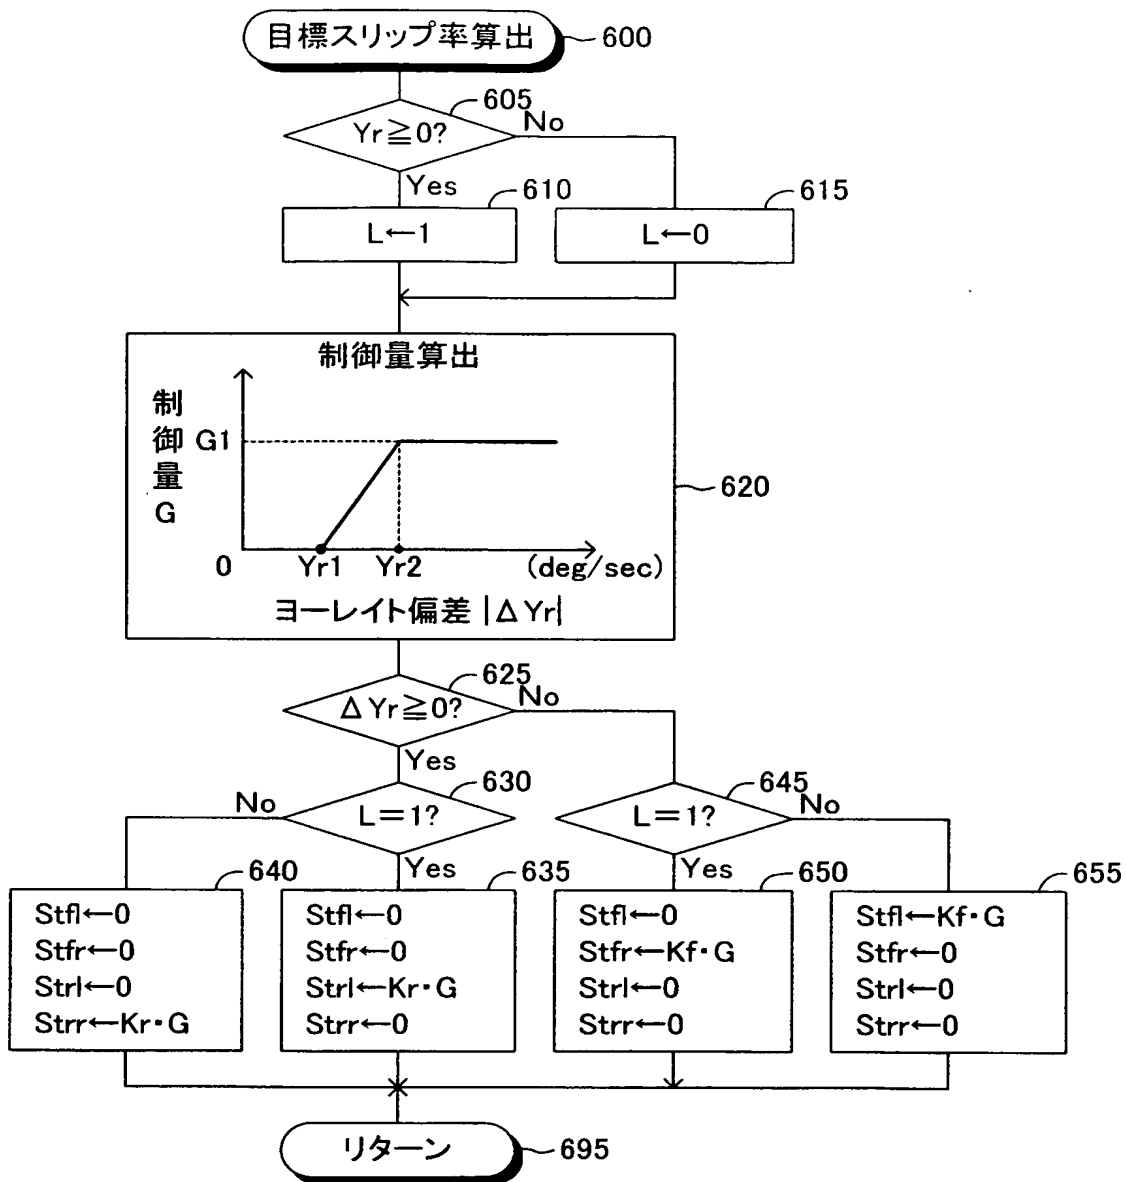 目標スリップ率算出
600
605
Yr≧0?
No
Yes
610
615
L←1
L←0
制御量算出
制御量G
G1
620
0
Yr1
Yr2
(deg/sec)
ヨーレイト偏差|ΔYr|
625
ΔYr≧0?
No
Yes
630
645
No
L=1?
L=1?
No
Yes
Yes
640
635
650
655
Stfl←0
Stfr←0
Strl←0
Strr←Kr・G
Stfl←0
Stfr←0
Strl←Kr・G
Strr←0
Stfl←0
Stfr←Kf・G
Strl←0
Strr←0
Stfl←Kf・G
Stfr←0
Strl←0
Strr←0
リターン
695